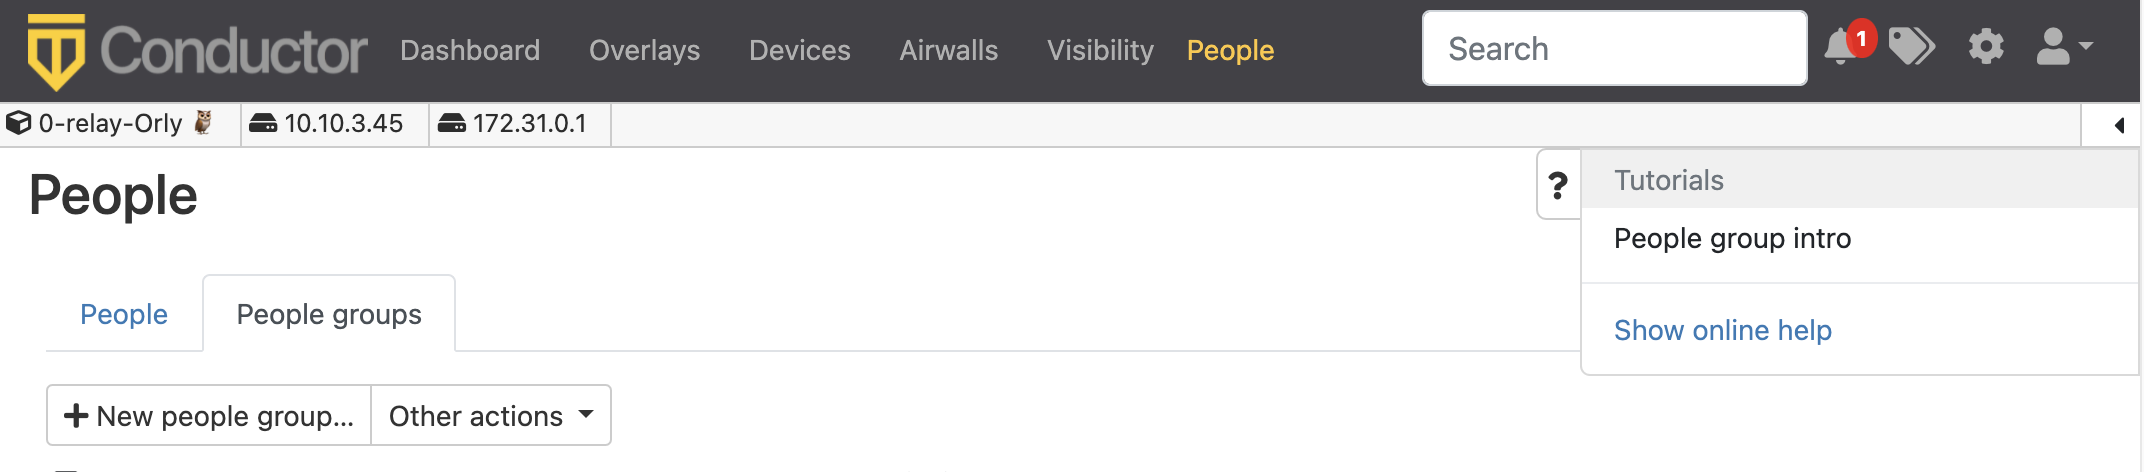 Conductor Dashboard Overlays Devices Airwalls Visibility People Search 1
0-relay-Orly 10.10.3.45 172.31.0.1
People
?
Tutorials
People group intro
Show online help
People People groups
New people group... Other actions